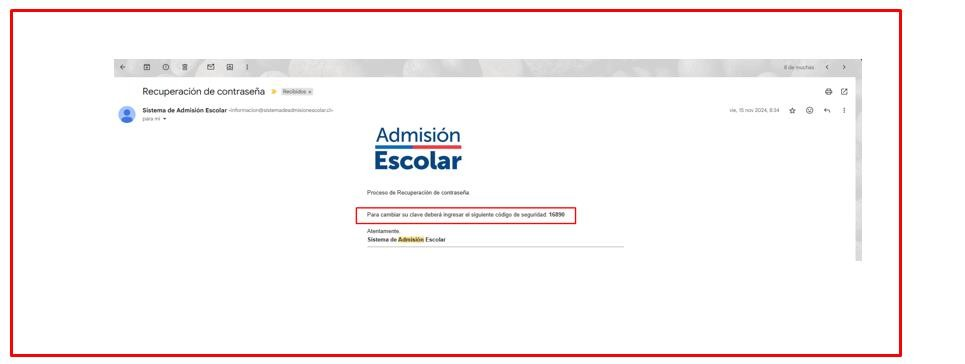 8 de muchas
Recuperación de contraseña Recibidos x
Sistema de Admisión Escolar <informacion@sistemadeadmisionescolar.cl>
vie, 15 nov 2024, 8:34
para mí
Admisión
Escolar
Proceso de Recuperación de contraseña.
Para cambiar su clave deberá ingresar el siguiente código de seguridad: 16890
Atentamente,
Sistema de Admisión Escolar